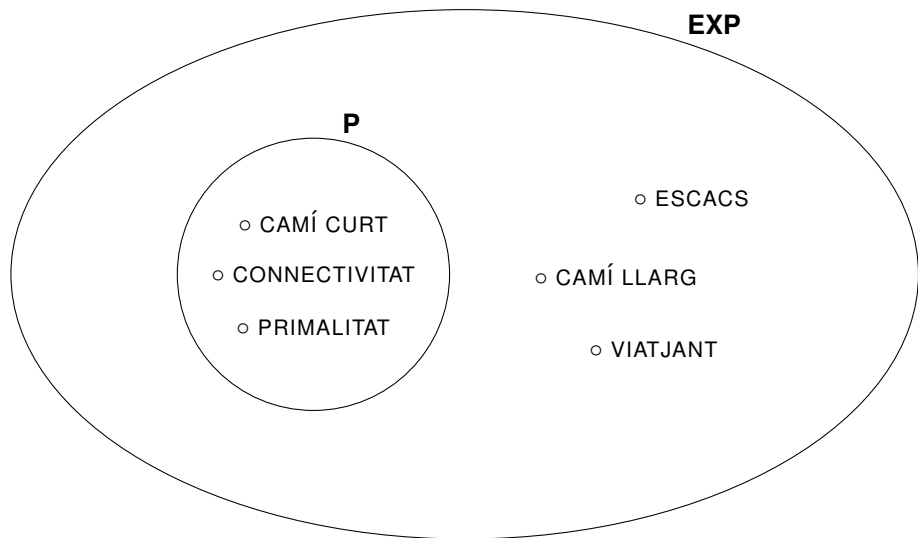 EXP
P
CAMÍ CURT
CONNECTIVITAT
PRIMALITAT
ESCACS
CAMÍ LLARG
VIATJANT